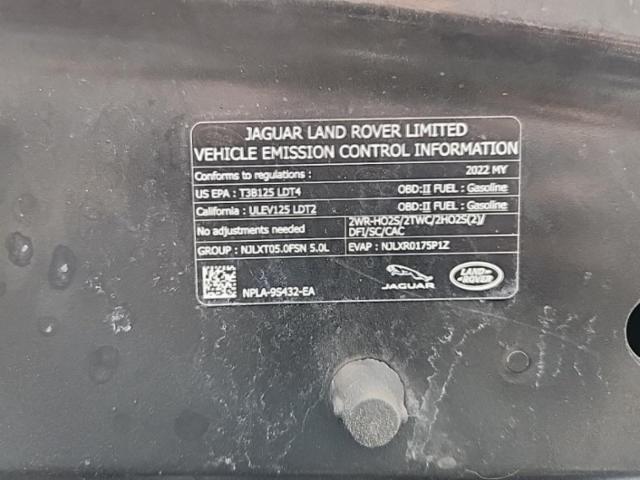 JAGUAR LAND ROVER LIMITED
VEHICLE EMISSION CONTROL INFORMATION
Conforms to regulations : 2022 MY
US EPA : T3B125 LDT4 OBD:II FUEL : Gasoline
California : ULEV125 LDT2 OBD:II FUEL : Gasoline
No adjustments needed 2WR-HO2S/2TWC/2HO2S(2)/
DFI/SC/CAC
GROUP : NJLXT05.0FSN 5.0L EVAP : NJLXR0175P1Z
NPLA-9S432-EA JAGUAR
LAND-
ROVER